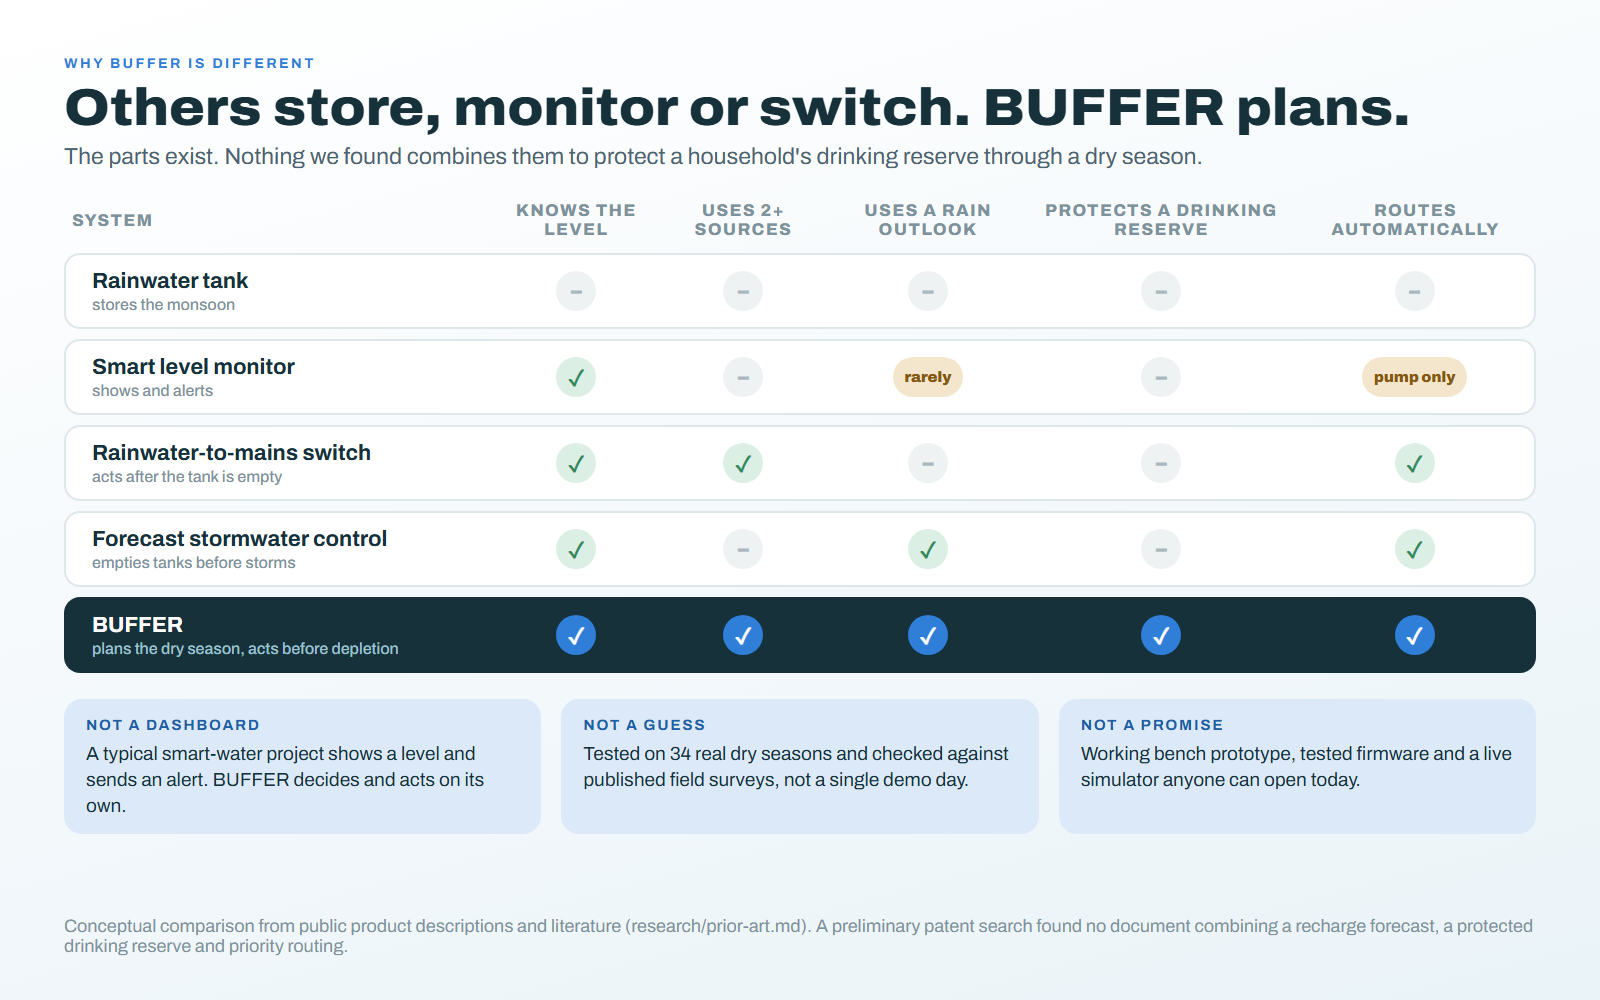 WHY BUFFER IS DIFFERENT
Others store, monitor or switch. BUFFER plans.
The parts exist. Nothing we found combines them to protect a household's drinking reserve through a dry season.
SYSTEM
KNOWS THE
LEVEL
USES 2+
SOURCES
USES A RAIN
OUTLOOK
PROTECTS A DRINKING
RESERVE
ROUTES
AUTOMATICALLY
Rainwater tank
stores the monsoon
– – – – –
Smart level monitor
shows and alerts
✓ – rarely – pump only
Rainwater-to-mains switch
acts after the tank is empty
✓ ✓ – – ✓
Forecast stormwater control
empties tanks before storms
✓ – ✓ – ✓
BUFFER
plans the dry season, acts before depletion
✓ ✓ ✓ ✓ ✓
NOT A DASHBOARD
A typical smart-water project shows a level and
sends an alert. BUFFER decides and acts on its
own.
NOT A GUESS
Tested on 34 real dry seasons and checked against
published field surveys, not a single demo day.
NOT A PROMISE
Working bench prototype, tested firmware and a live
simulator anyone can open today.
Conceptual comparison from public product descriptions and literature (research/prior-art.md). A preliminary patent search found no document combining a recharge forecast, a protected
drinking reserve and priority routing.